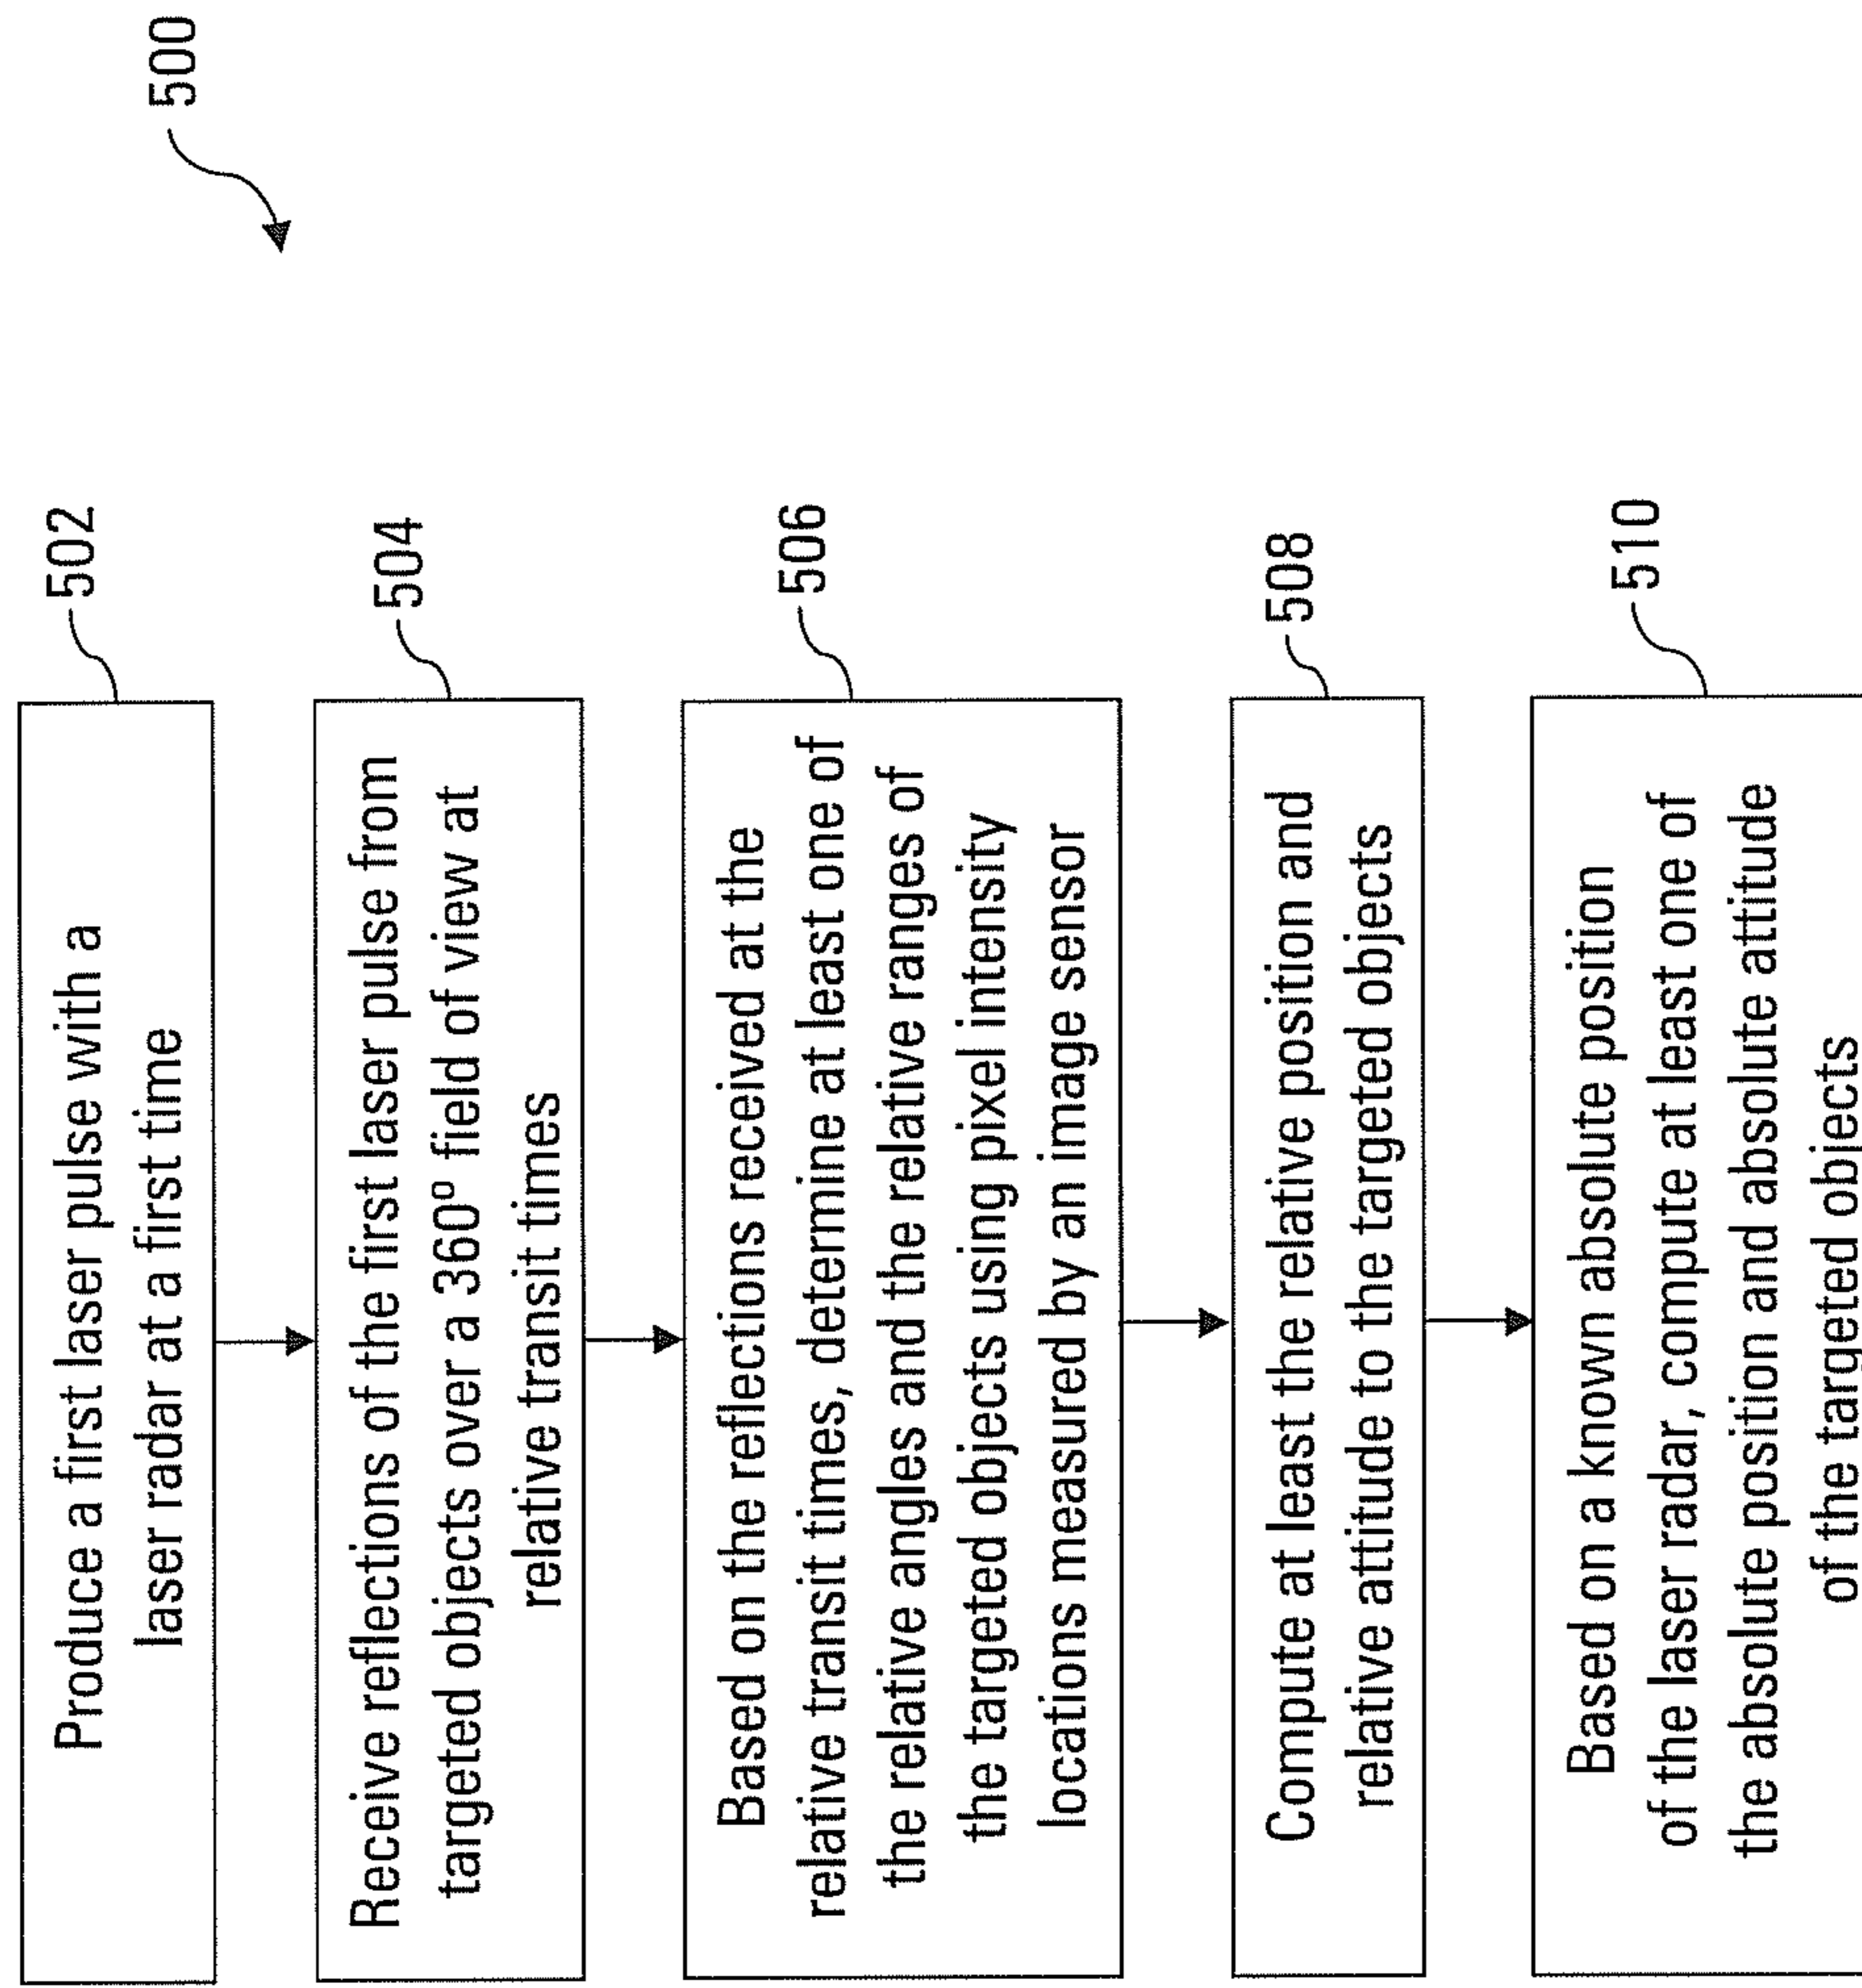 500
502
Produce a first laser pulse with a
laser radar at a first time
504
Receive reflections of the first laser pulse from
targeted objects over a 360º field of view at
relative transit times
506
Based on the reflections received at the
relative transit times, determine at least one of
the relative angles and the relative ranges of
the targeted objects using pixel intensity
locations measured by an image sensor
508
Compute at least the relative position and
relative attitude to the targeted objects
510
Based on a known absolute position
of the laser radar, compute at least one of
the absolute position and absolute attitude
of the targeted objects